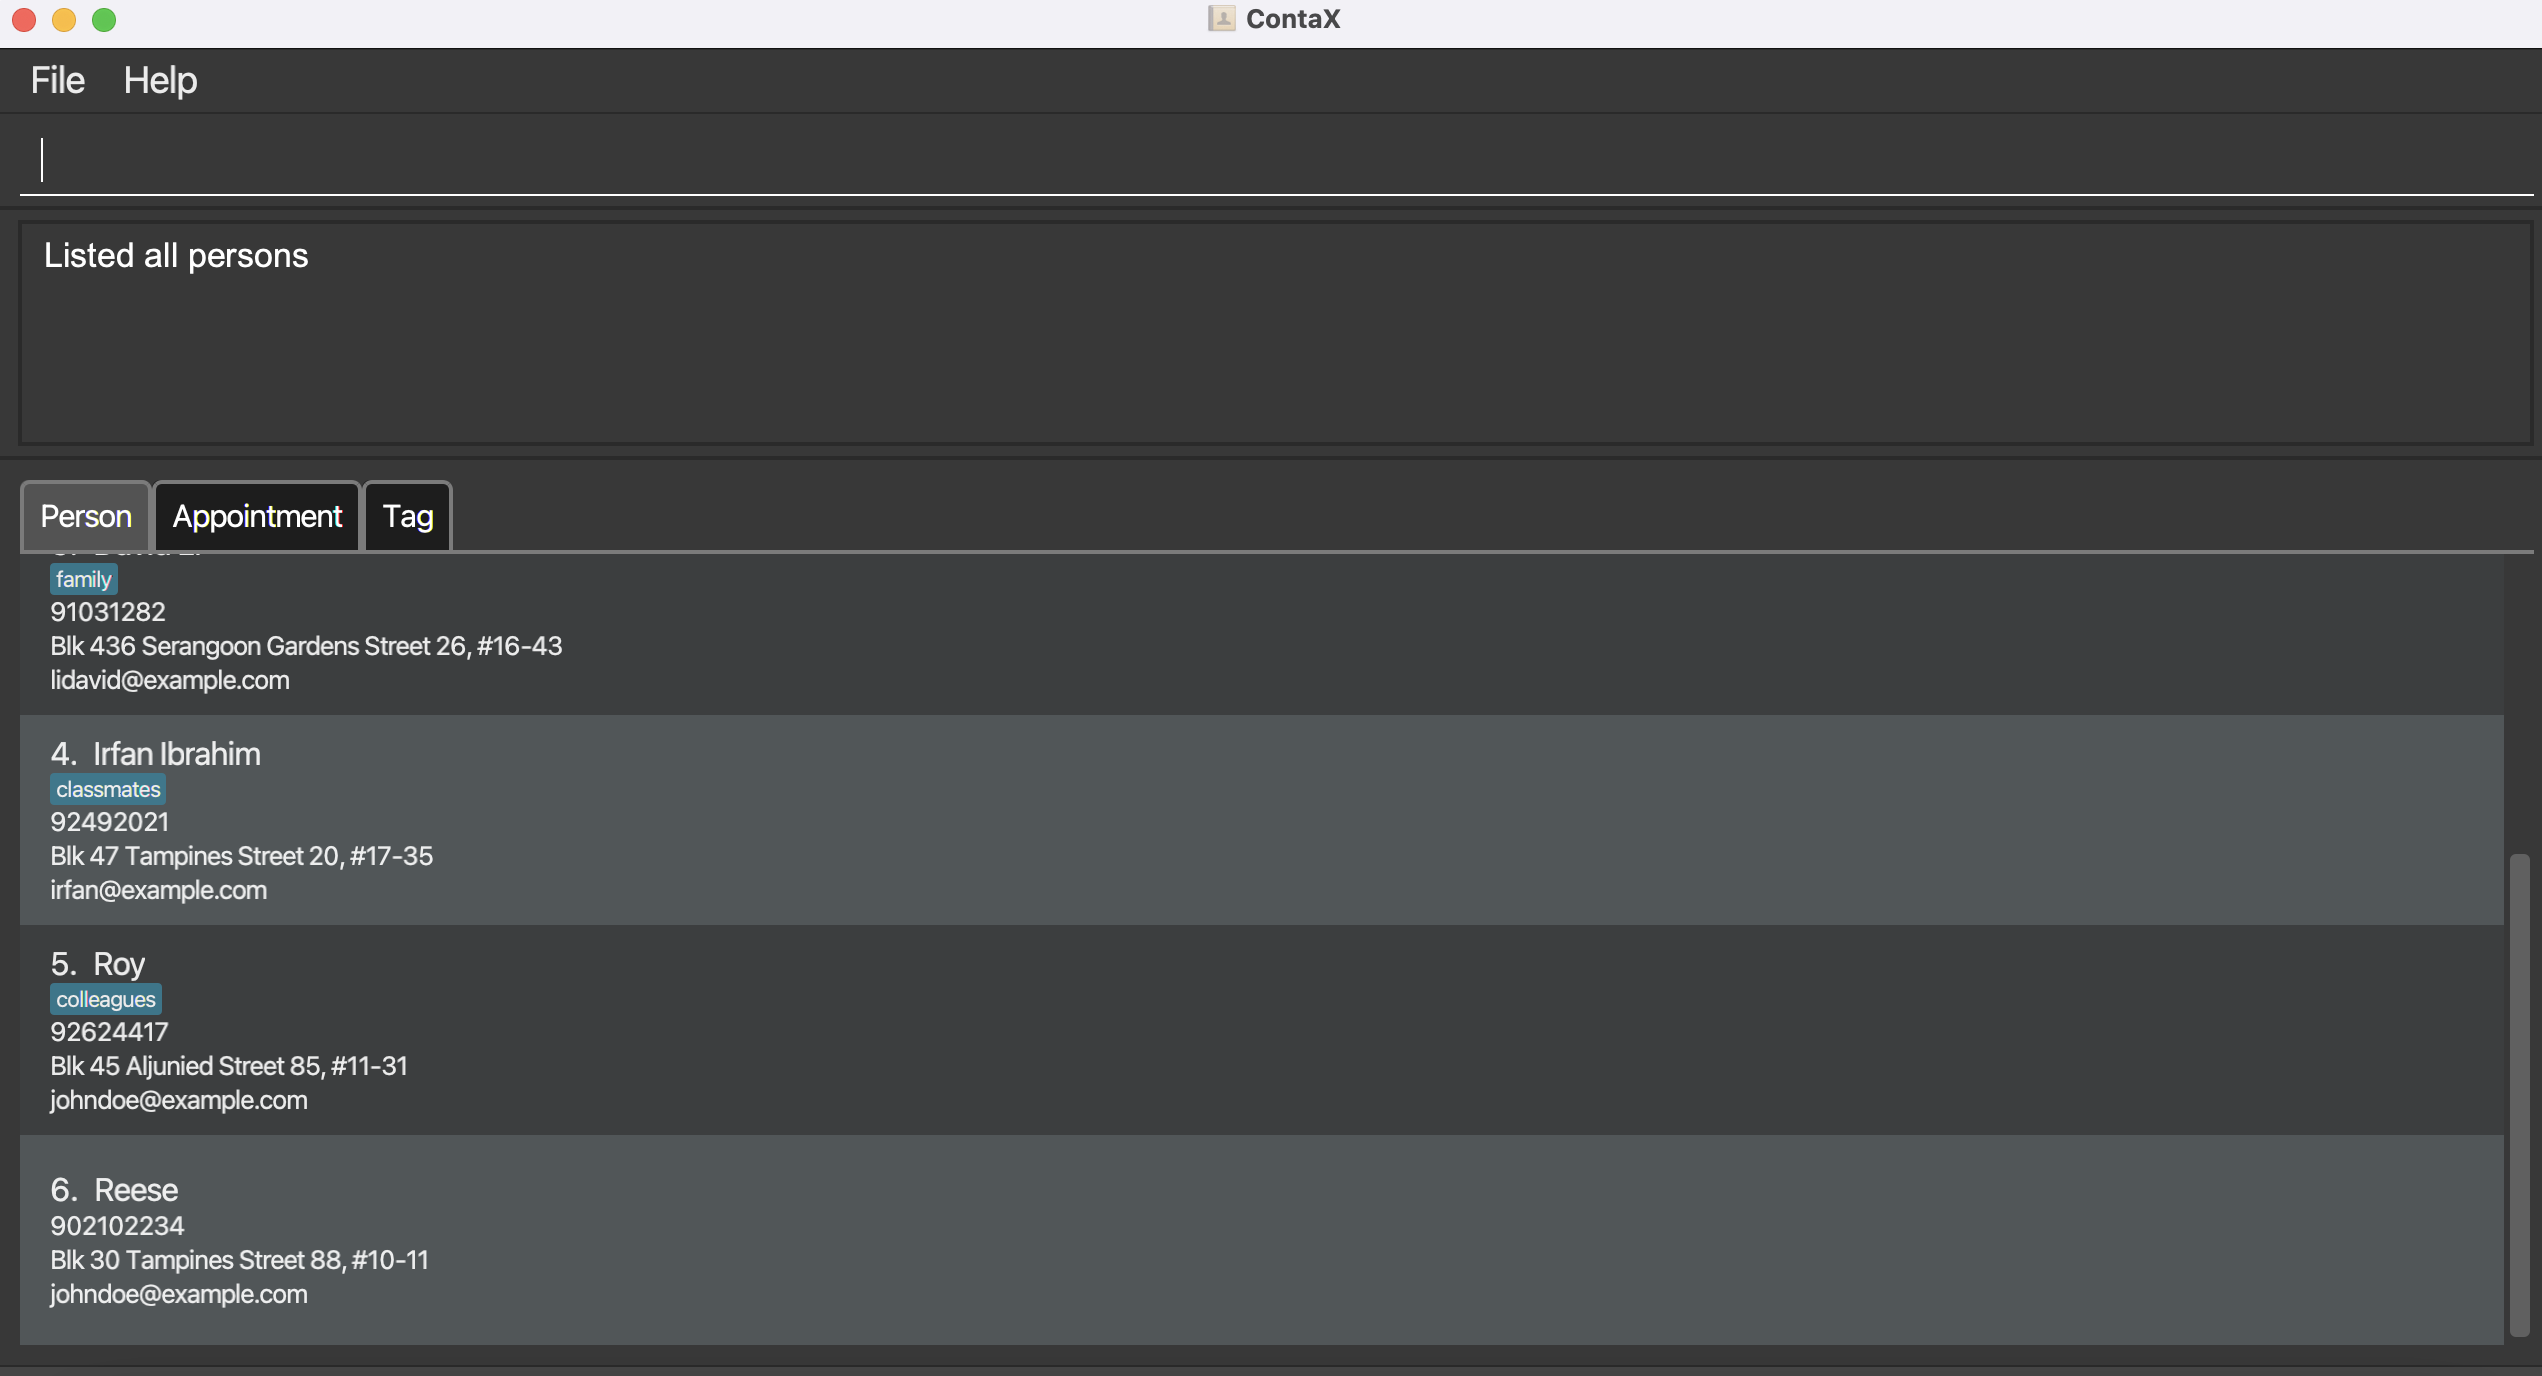 ContaX
File Help
Listed all persons
Person Appointment Tag
family
91031282
Blk 436 Serangoon Gardens Street 26, #16-43
lidavid@example.com
4. Irfan Ibrahim
classmates
92492021
Blk 47 Tampines Street 20, #17-35
irfan@example.com
5. Roy
colleagues
92624417
Blk 45 Aljunied Street 85, #11-31
johndoe@example.com
6. Reese
902102234
Blk 30 Tampines Street 88, #10-11
johndoe@example.com